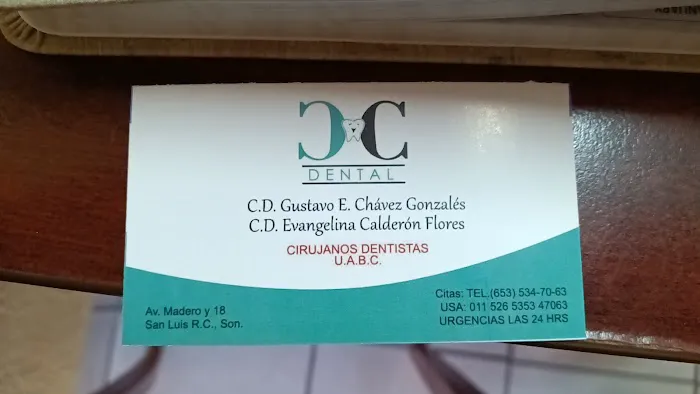 CC
DENTAL
C.D. Gustavo E. Chávez Gonzalés
C.D. Evangelina Calderón Flores
CIRUJANOS DENTISTAS
U.A.B.C.
Av. Madero y 18
San Luis R.C., Son.
Citas: TEL.(653) 534-70-63
USA: 011 526 5353 47063
URGENCIAS LAS 24 HRS